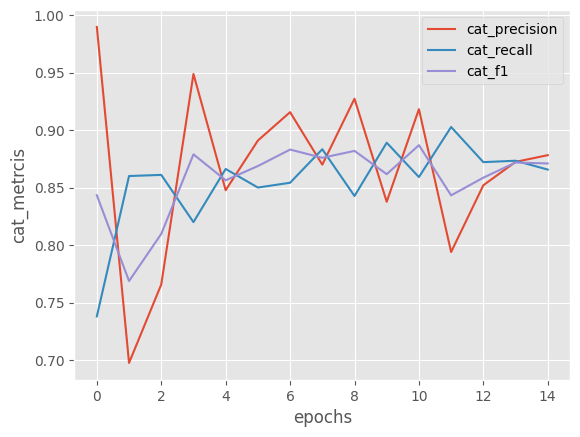 1.00
0.95
0.90
0.85
0.80
0.75
0.70
cat_metrcis
cat_precision
cat_recall
cat_f1
0 2 4 6 8 10 12 14
epochs